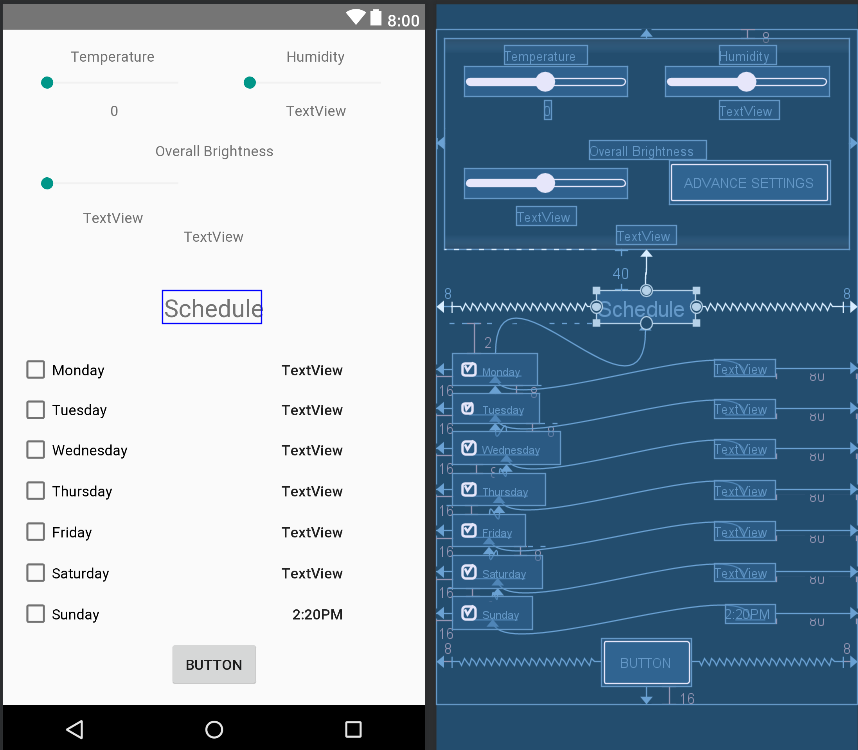 8:00
Temperature Humidity
0 TextView
Overall Brightness
TextView
TextView
Schedule
Monday TextView
Tuesday TextView
Wednesday TextView
Thursday TextView
Friday TextView
Saturday TextView
Sunday 2:20PM
BUTTON
8
Temperature Humidity
0 TextView
Overall Brightness
ADVANCE SETTINGS
TextView
TextView
40
8 Schedule 8
2
Monday TextView
16 8 80
Tuesday TextView
16 8 80
Wednesday TextView
16 80
Thursday TextView
16 80
Friday TextView
16 8 80
Saturday TextView
16 80
Sunday 2:20PM
16 80
8 BUTTON 8
16